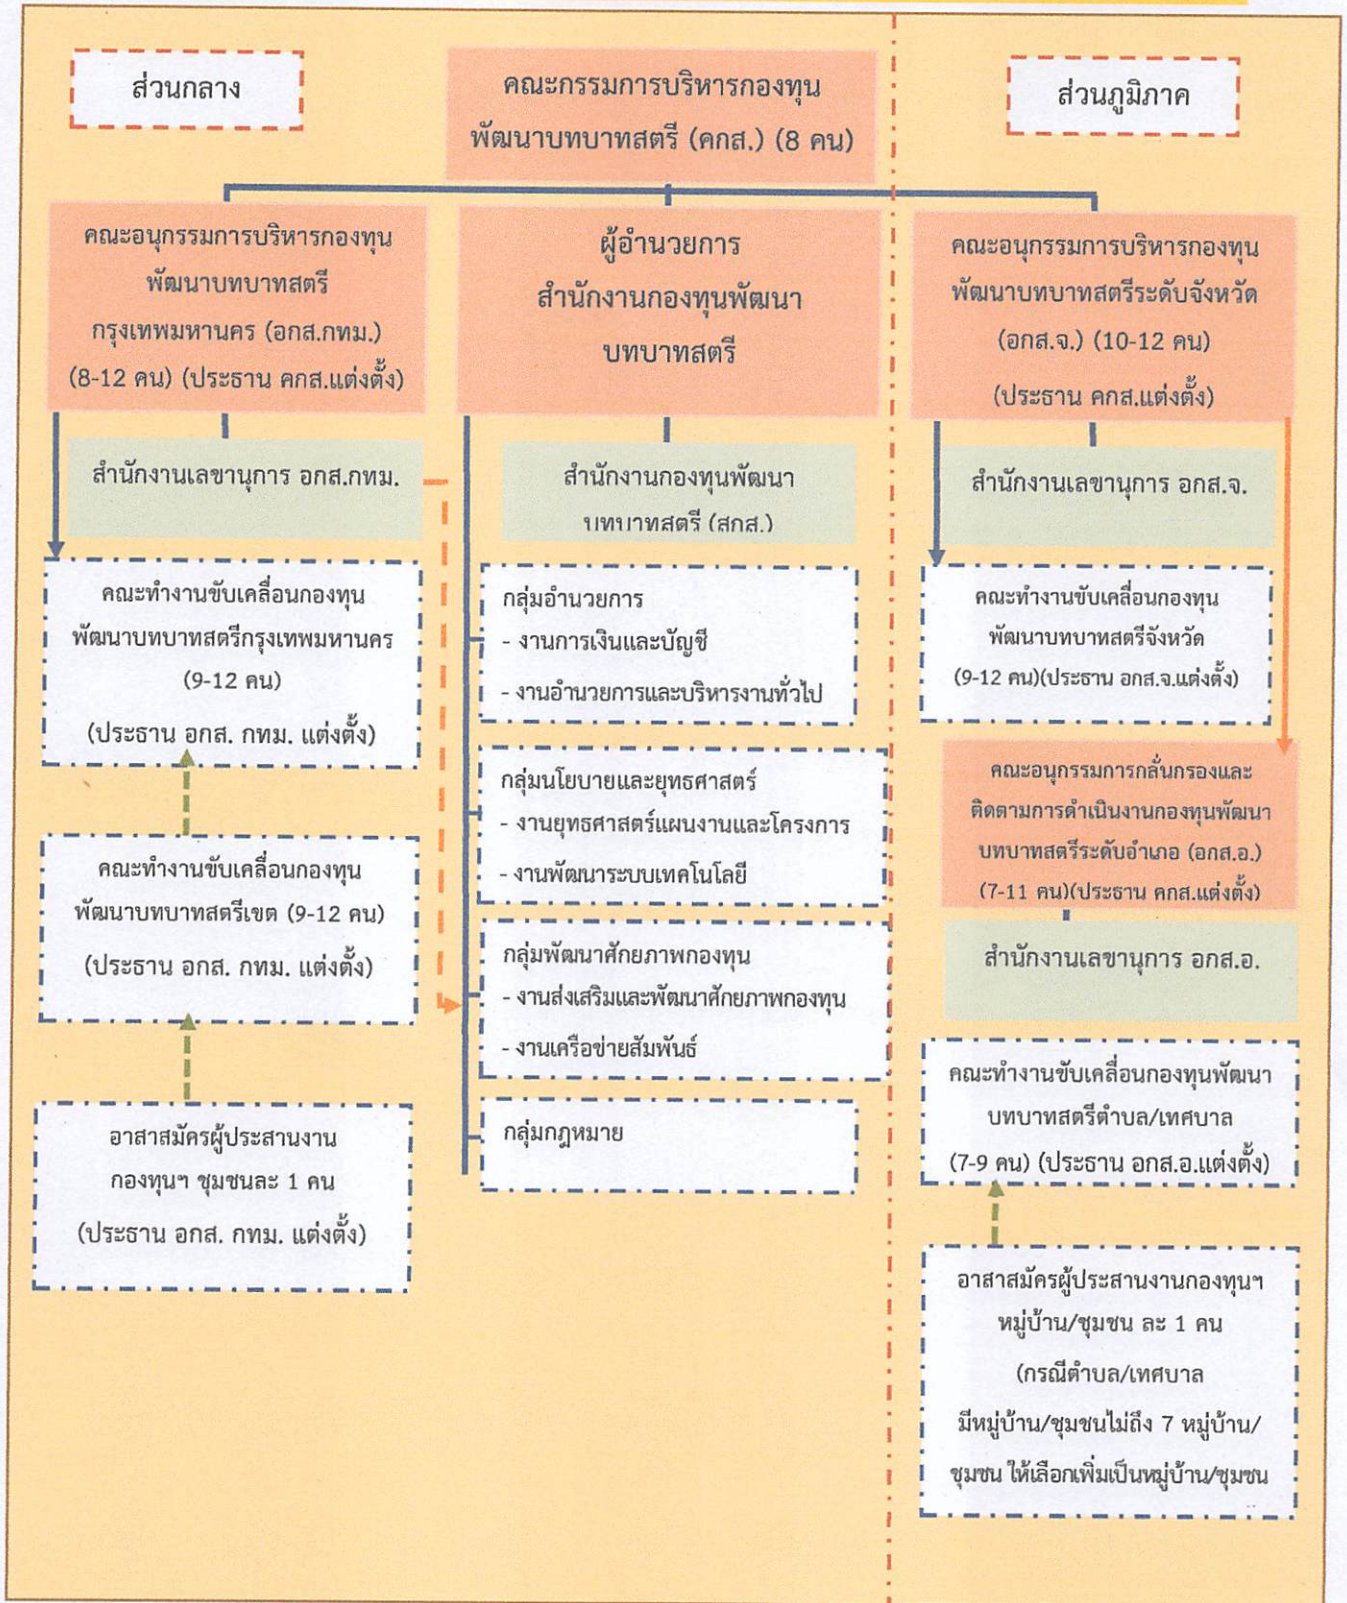 ส่วนกลาง
คณะกรรมการบริหารกองทุน
พัฒนาบทบาทสตรี (คกส.) (8 คน)
ส่วนภูมิภาค
คณะอนุกรรมการบริหารกองทุน
พัฒนาบทบาทสตรี
กรุงเทพมหานคร (อกส.กทม.)
(8-12 คน) (ประธาน คกส.แต่งตั้ง)
สำนักงานเลขานุการ อกส.กทม.
คณะทำงานขับเคลื่อนกองทุน
พัฒนาบทบาทสตรีกรุงเทพมหานคร
(9-12 คน)
(ประธาน อกส. กทม. แต่งตั้ง)
คณะทำงานขับเคลื่อนกองทุน
พัฒนาบทบาทสตรีเขต (9-12 คน)
(ประธาน อกส. กทม. แต่งตั้ง)
อาสาสมัครผู้ประสานงาน
กองทุนฯ ชุมชนละ 1 คน
(ประธาน อกส. กทม. แต่งตั้ง)
ผู้อำนวยการ
สำนักงานกองทุนพัฒนา
บทบาทสตรี
สำนักงานกองทุนพัฒนา
บทบาทสตรี (สกส.)
กลุ่มอำนวยการ
- งานการเงินและบัญชี
- งานอำนวยการและบริหารงานทั่วไป
กลุ่มนโยบายและยุทธศาสตร์
- งานยุทธศาสตร์แผนงานและโครงการ
- งานพัฒนาระบบเทคโนโลยี
กลุ่มพัฒนาศักยภาพกองทุน
- งานส่งเสริมและพัฒนาศักยภาพกองทุน
- งานเครือข่ายสัมพันธ์
กลุ่มกฎหมาย
คณะอนุกรรมการบริหารกองทุน
พัฒนาบทบาทสตรีระดับจังหวัด
(อกส.จ.) (10-12 คน)
(ประธาน คกส.แต่งตั้ง)
สำนักงานเลขานุการ อกส.จ.
คณะทำงานขับเคลื่อนกองทุน
พัฒนาบทบาทสตรีจังหวัด
(9-12 คน)(ประธาน อกส.จ.แต่งตั้ง)
คณะอนุกรรมการกลั่นกรองและ
ติดตามการดำเนินงานกองทุนพัฒนา
บทบาทสตรีระดับอำเภอ (อกส.อ.)
(7-11 คน)(ประธาน คกส.แต่งตั้ง)
สำนักงานเลขานุการ อกส.อ.
คณะทำงานขับเคลื่อนกองทุนพัฒนา
บทบาทสตรีตำบล/เทศบาล
(7-9 คน) (ประธาน อกส.อ.แต่งตั้ง)
อาสาสมัครผู้ประสานงานกองทุนฯ
หมู่บ้าน/ชุมชน ละ 1 คน
(กรณีตำบล/เทศบาล
มีหมู่บ้าน/ชุมชนไม่ถึง 7 หมู่บ้าน/
ชุมชน ให้เลือกเพิ่มเป็นหมู่บ้าน/ชุมชน